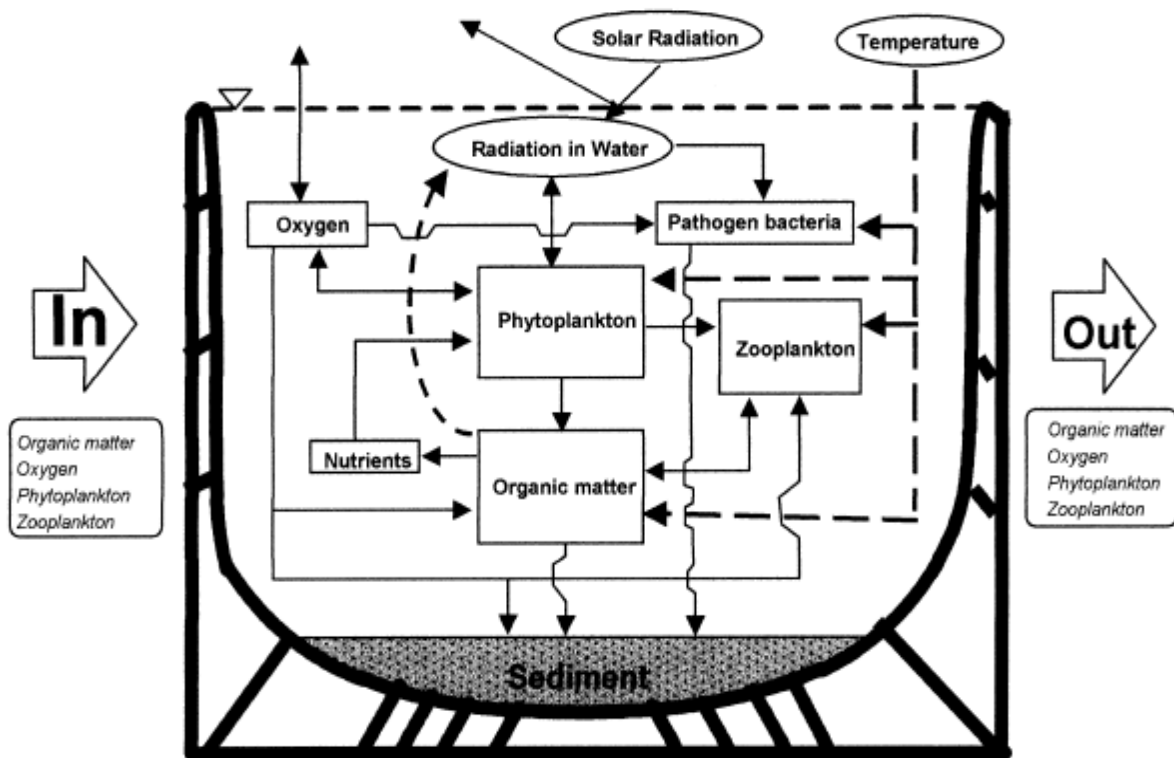 Solar Radiation
Temperature
Radiation in Water
Oxygen
Pathogen bacteria
In
Phytoplankton
Zooplankton
Out
Organic matter
Oxygen
Phytoplankton
Zooplankton
Nutrients
Organic matter
Organic matter
Oxygen
Phytoplankton
Zooplankton
Sediment